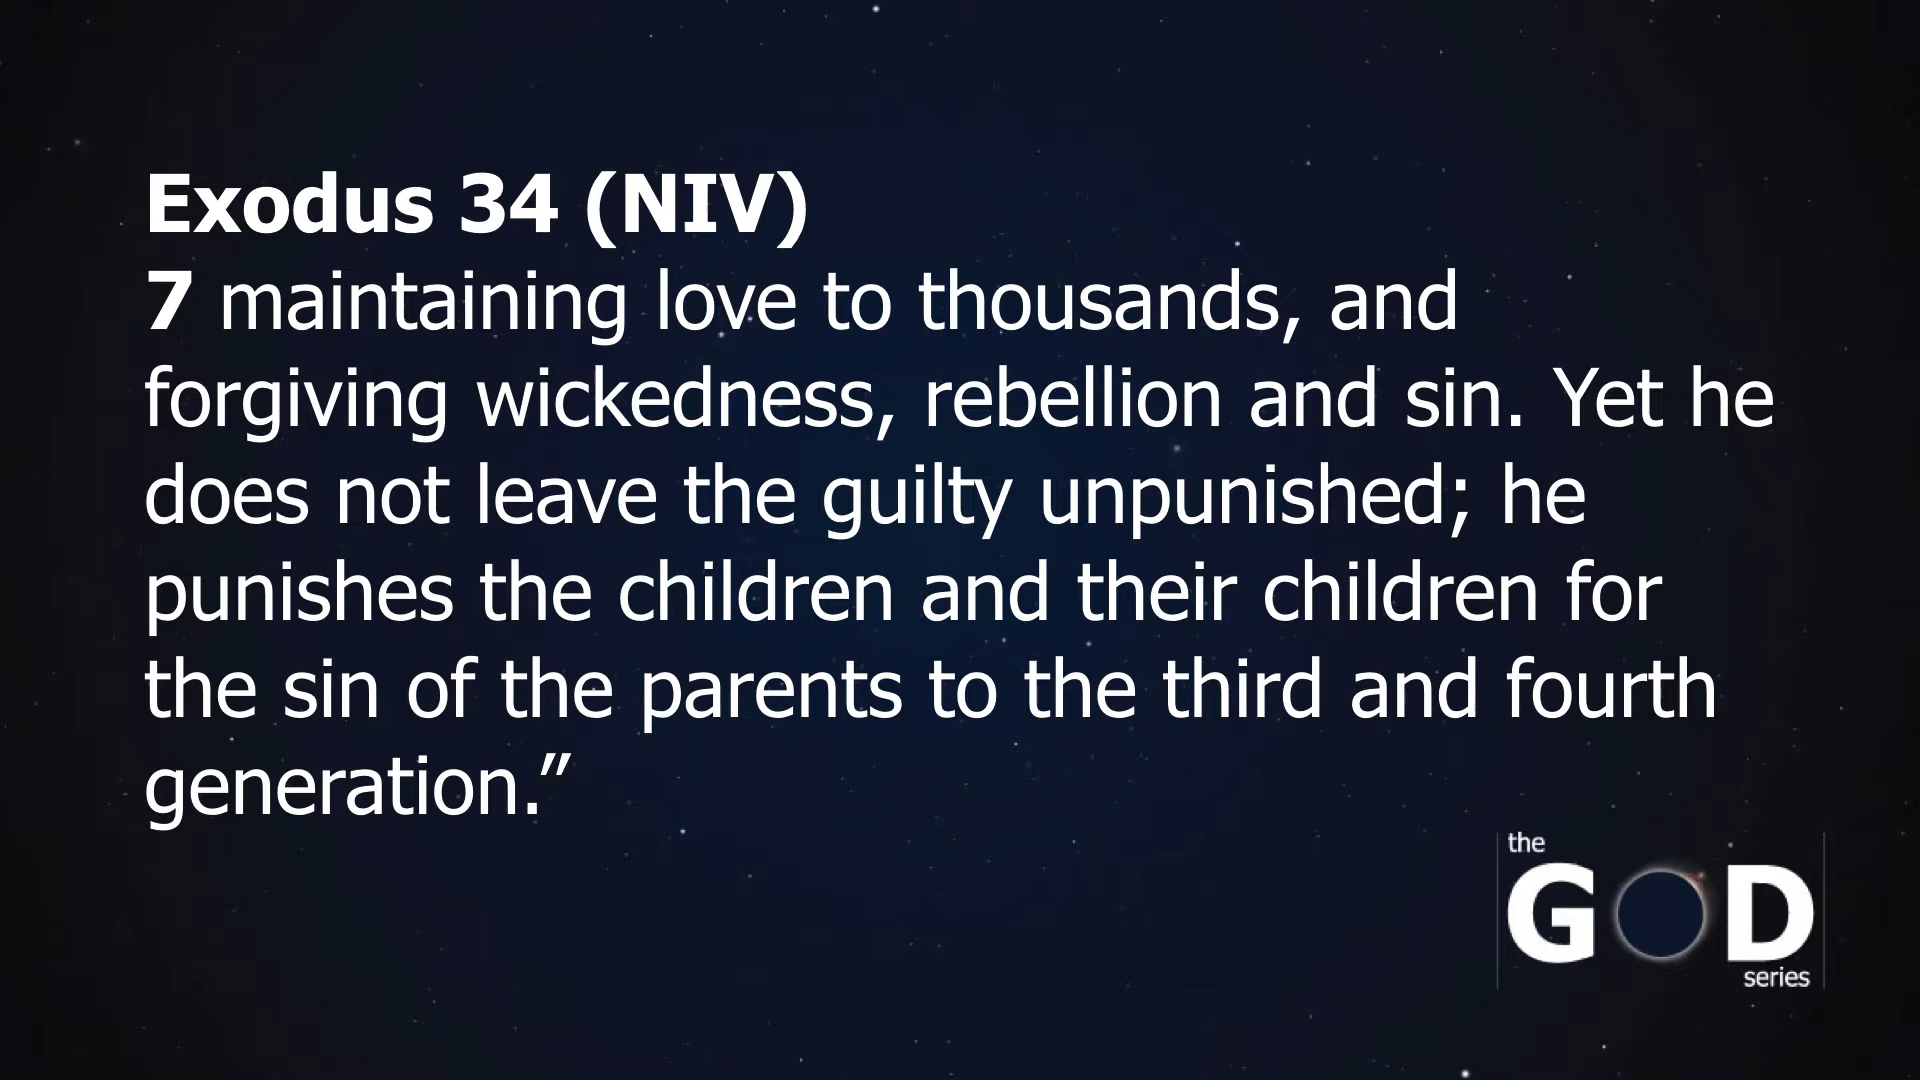 Exodus 34 (NIV)
7 maintaining love to thousands, and
forgiving wickedness, rebellion and sin. Yet he
does not leave the guilty unpunished; he
punishes the children and their children for
the sin of the parents to the third and fourth
generation.”
the
GOD
series